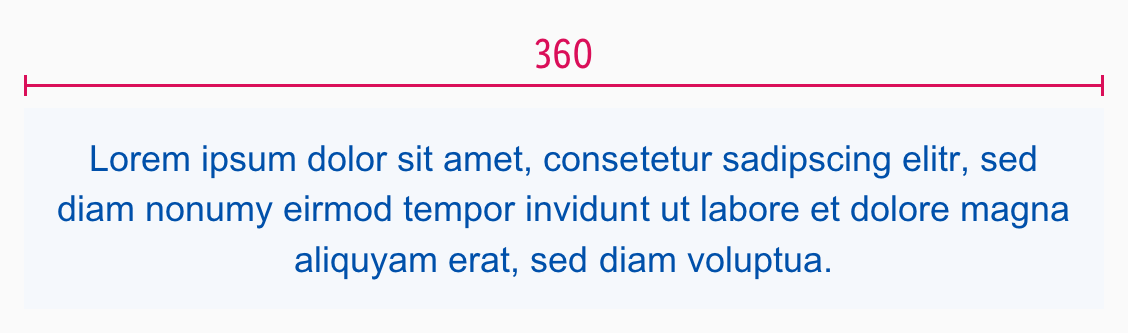 360
Lorem ipsum dolor sit amet, consetetur sadipscing elitr, sed
diam nonumy eirmod tempor invidunt ut labore et dolore magna
aliquyam erat, sed diam voluptua.